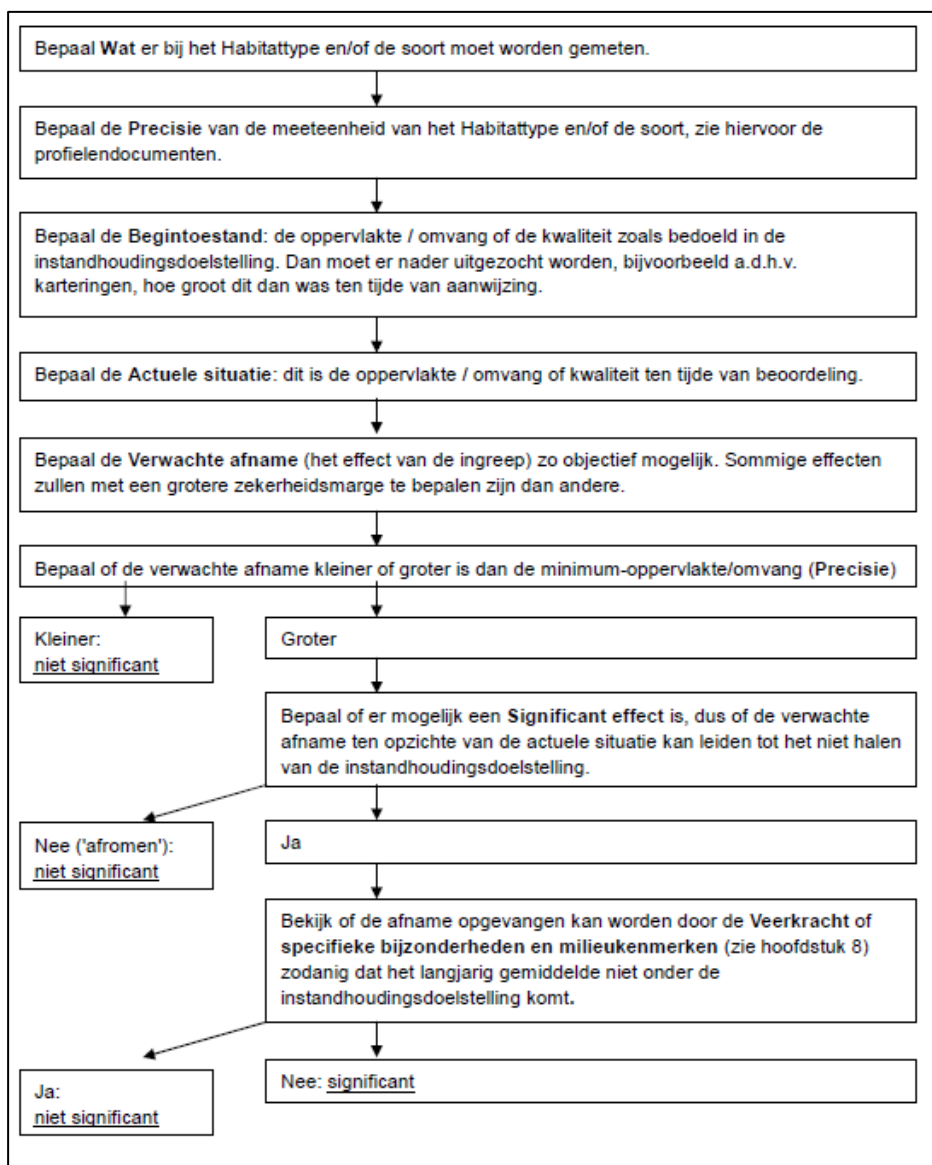 Bepaal Wat er bij het Habitattype en/of de soort moet worden gemeten.
Bepaal de Precisie van de meeteenheid van het Habitattype en/of de soort, zie hiervoor de
profielendocumenten.
Bepaal de Begintoestand: de oppervlakte / omvang of de kwaliteit zoals bedoeld in de
instandhoudingsdoelstelling. Dan moet er nader uitgezocht worden, bijvoorbeeld a.d.h.v.
karteringen, hoe groot dit dan was ten tijde van aanwijzing.
Bepaal de Actuele situatie: dit is de oppervlakte / omvang of kwaliteit ten tijde van beoordeling.
Bepaal de Verwachte afname (het effect van de ingreep) zo objectief mogelijk. Sommige effecten
zullen met een grotere zekerheidsmarge te bepalen zijn dan andere.
Bepaal of de verwachte afname kleiner of groter is dan de minimum-oppervlakte/omvang (Precisie)
Kleiner:
niet significant
Groter
Bepaal of er mogelijk een Significant effect is, dus of de verwachte
afname ten opzichte van de actuele situatie kan leiden tot het niet halen
van de instandhoudingsdoelstelling.
Nee ('afromen'):
niet significant
Ja
Bekijk of de afname opgevangen kan worden door de Veerkracht of
specifieke bijzonderheden en milieukenmerken (zie hoofdstuk 8)
zodanig dat het langjarig gemiddelde niet onder de
instandhoudingsdoelstelling komt.
Ja:
niet significant
Nee: significant